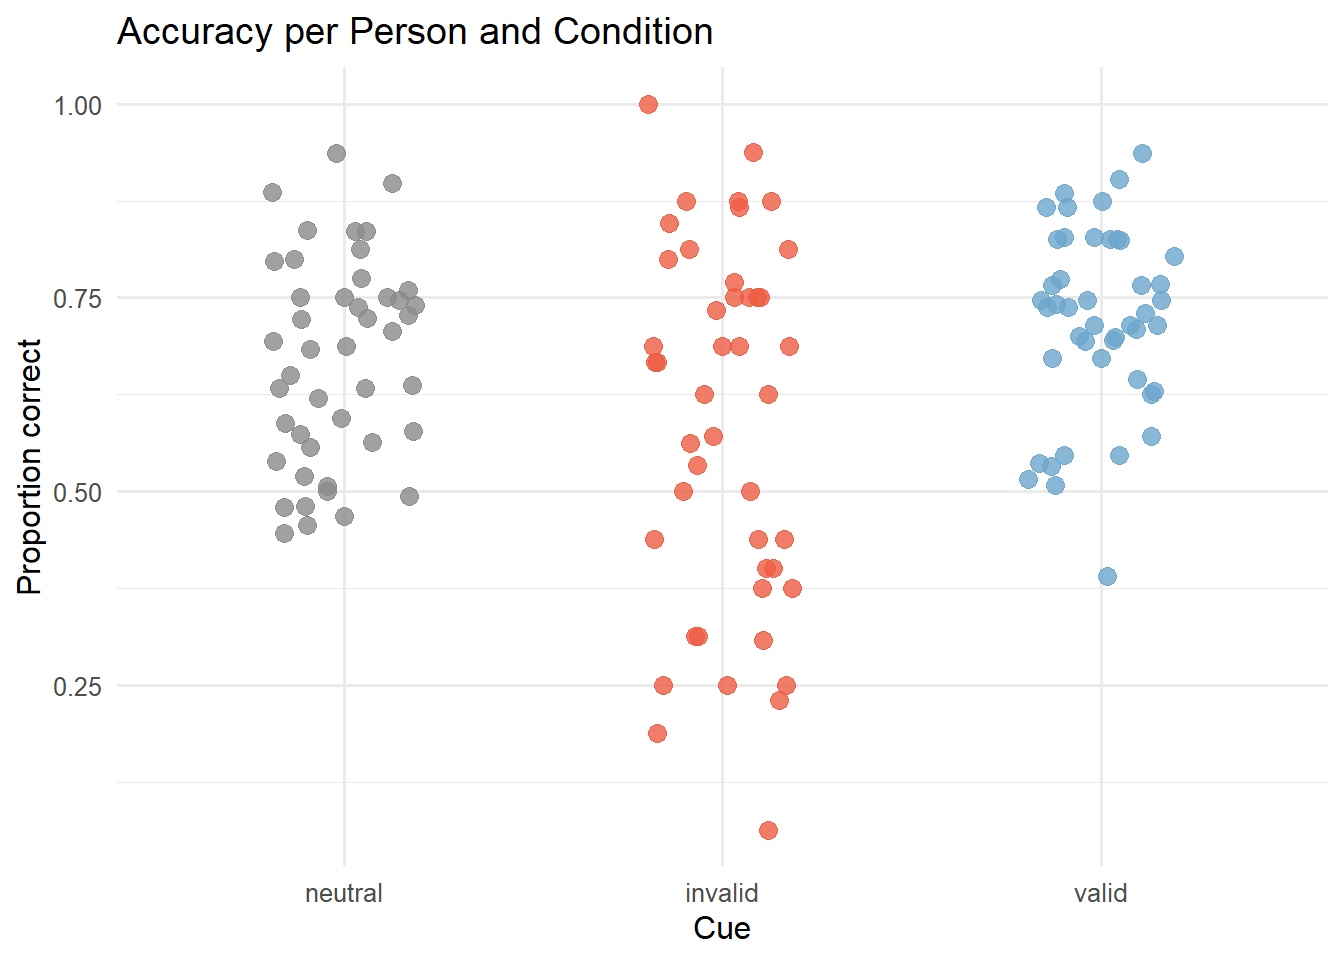 Accuracy per Person and Condition
Proportion correct
1.00
0.75
0.50
0.25
neutral
invalid
valid
Cue